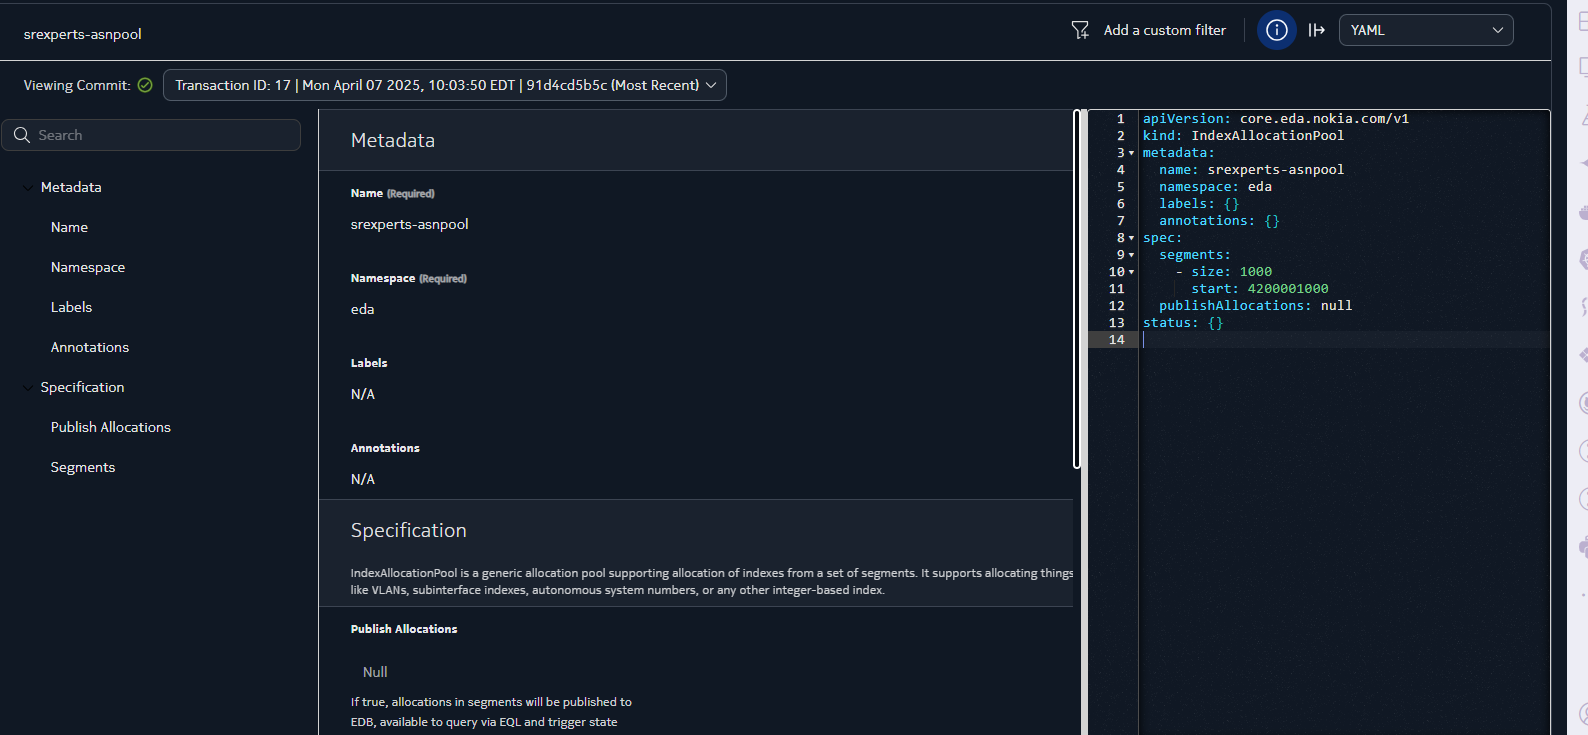 srexperts-asnpool
Add a custom filter
YAML
Viewing Commit:
Transaction ID: 17 | Mon April 07 2025, 10:03:50 EDT | 91d4cd5b5c (Most Recent)
Search
Metadata
Name
Namespace
Labels
Annotations
Specification
Publish Allocations
Segments
Metadata
Name (Required)
srexperts-asnpool
Namespace (Required)
eda
Labels
N/A
Annotations
N/A
Specification
IndexAllocationPool is a generic allocation pool supporting allocation of indexes from a set of segments. It supports allocating things
like VLANs, subinterface indexes, autonomous system numbers, or any other integer-based index.
Publish Allocations
Null
If true, allocations in segments will be published to
EDB, available to query via EQL and trigger state
1 apiVersion: core.eda.nokia.com/v1
2 kind: IndexAllocationPool
3 metadata:
4   name: srexperts-asnpool
5   namespace: eda
6   labels: {}
7   annotations: {}
8 spec:
9   segments:
10     - size: 1000
11       start: 4200001000
12   publishAllocations: null
13 status: {}
14